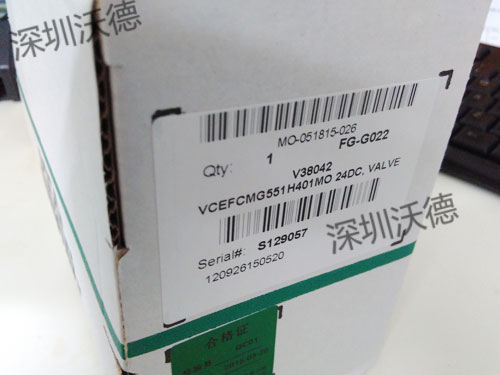 深圳沃德
MO-051815-026
Qty: 1 FG-G022
V38042
VCEFCMG551H401MO 24DC, VALVE
Serial#: S129057
120926150520
深圳沃德
合格证
QC01